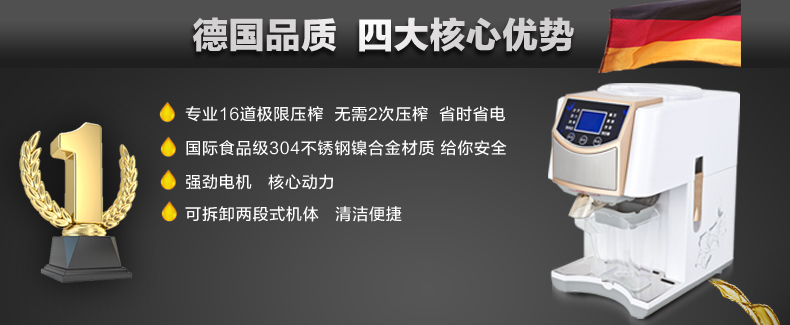 德国品质 四大核心优势
专业16道极限压榨 无需2次压榨 省时省电
国际食品级304不锈钢镍合金材质 给你安全
强劲电机 核心动力
可拆卸两段式机体 清洁便捷
1